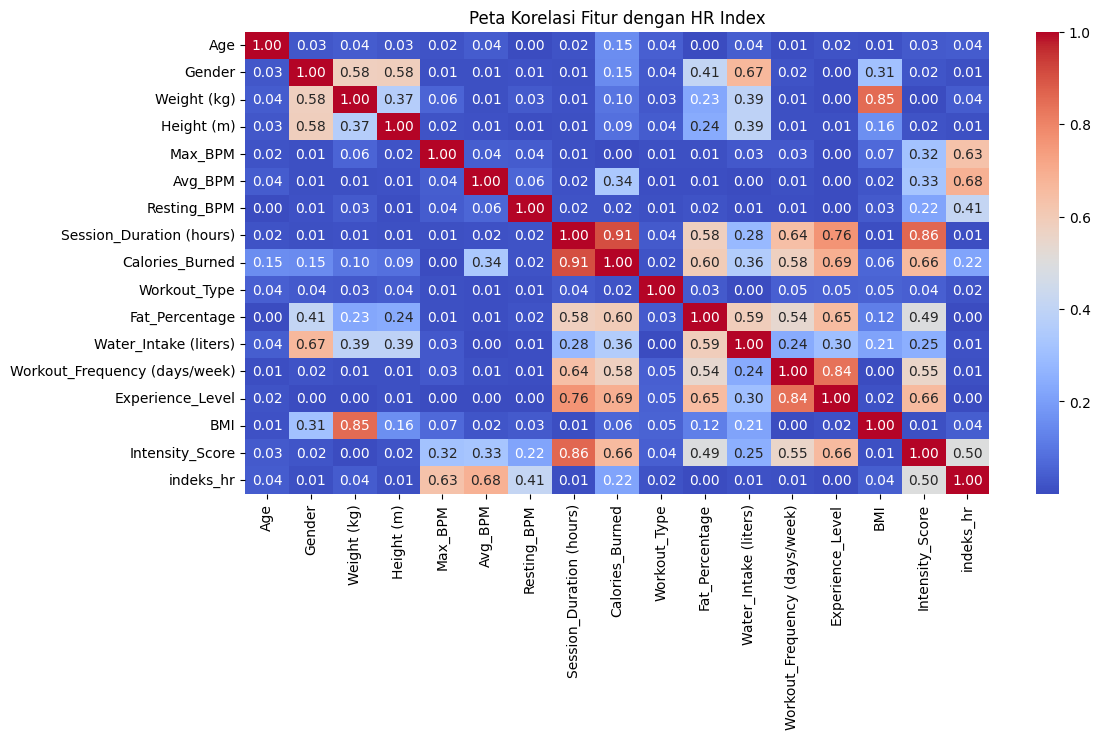 Peta Korelasi Fitur dengan HR Index
Age 1.00 0.03 0.04 0.03 0.02 0.04 0.00 0.02 0.15 0.04 0.00 0.04 0.01 0.02 0.01 0.03 0.04
Gender 0.03 1.00 0.58 0.58 0.01 0.01 0.01 0.01 0.15 0.04 0.41 0.67 0.02 0.00 0.31 0.02 0.01
Weight (kg) 0.04 0.58 1.00 0.37 0.06 0.01 0.03 0.01 0.10 0.03 0.23 0.39 0.01 0.00 0.85 0.00 0.04
Height (m) 0.03 0.58 0.37 1.00 0.02 0.01 0.01 0.01 0.09 0.04 0.24 0.39 0.01 0.01 0.16 0.02 0.01
Max_BPM 0.02 0.01 0.06 0.02 1.00 0.04 0.04 0.01 0.00 0.01 0.01 0.03 0.03 0.00 0.07 0.32 0.63
Avg_BPM 0.04 0.01 0.01 0.01 0.04 1.00 0.06 0.02 0.34 0.01 0.01 0.00 0.01 0.00 0.02 0.33 0.68
Resting_BPM 0.00 0.01 0.03 0.01 0.04 0.06 1.00 0.02 0.02 0.01 0.02 0.01 0.01 0.00 0.03 0.22 0.41
Session_Duration (hours) 0.02 0.01 0.01 0.01 0.01 0.02 0.02 1.00 0.91 0.04 0.58 0.28 0.64 0.76 0.01 0.86 0.01
Calories_Burned 0.15 0.15 0.10 0.09 0.00 0.34 0.02 0.91 1.00 0.02 0.60 0.36 0.58 0.69 0.06 0.66 0.22
Workout_Type 0.04 0.04 0.03 0.04 0.01 0.01 0.01 0.04 0.02 1.00 0.03 0.00 0.05 0.05 0.05 0.04 0.02
Fat_Percentage 0.00 0.41 0.23 0.24 0.01 0.01 0.02 0.58 0.60 0.03 1.00 0.59 0.54 0.65 0.12 0.49 0.00
Water_Intake (liters) 0.04 0.67 0.39 0.39 0.03 0.00 0.01 0.28 0.36 0.00 0.59 1.00 0.24 0.30 0.21 0.25 0.01
Workout_Frequency (days/week) 0.01 0.02 0.01 0.01 0.03 0.01 0.01 0.64 0.58 0.05 0.54 0.24 1.00 0.84 0.00 0.55 0.01
Experience_Level 0.02 0.00 0.00 0.01 0.00 0.00 0.00 0.76 0.69 0.05 0.65 0.30 0.84 1.00 0.02 0.66 0.00
BMI 0.01 0.31 0.85 0.16 0.07 0.02 0.03 0.01 0.06 0.05 0.12 0.21 0.00 0.02 1.00 0.01 0.04
Intensity_Score 0.03 0.02 0.00 0.02 0.32 0.33 0.22 0.86 0.66 0.04 0.49 0.25 0.55 0.66 0.01 1.00 0.50
indeks_hr 0.04 0.01 0.04 0.01 0.63 0.68 0.41 0.01 0.22 0.02 0.00 0.01 0.01 0.00 0.04 0.50 1.00
Age
Gender
Weight (kg)
Height (m)
Max_BPM
Avg_BPM
Resting_BPM
Session_Duration (hours)
Calories_Burned
Workout_Type
Fat_Percentage
Water_Intake (liters)
Workout_Frequency (days/week)
Experience_Level
BMI
Intensity_Score
indeks_hr
1.0
0.8
0.6
0.4
0.2